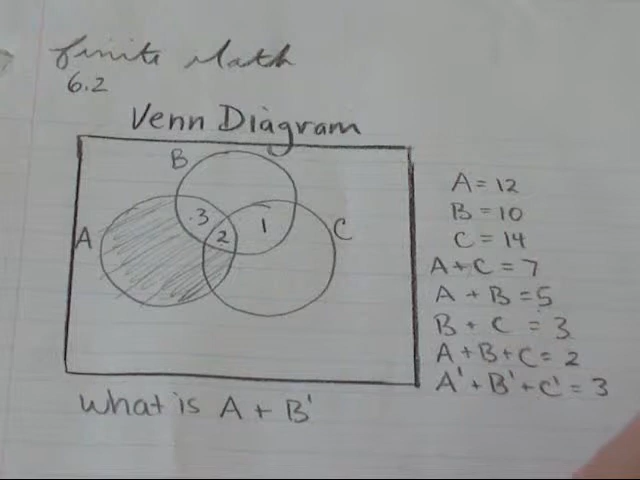 finite Math
6.2
Venn Diagram
B
A
C
.3
2
1
A = 12
B = 10
C = 14
A + C = 7
A + B = 5
B + C = 3
A + B + C = 2
A' + B' + C' = 3
What is A + B'